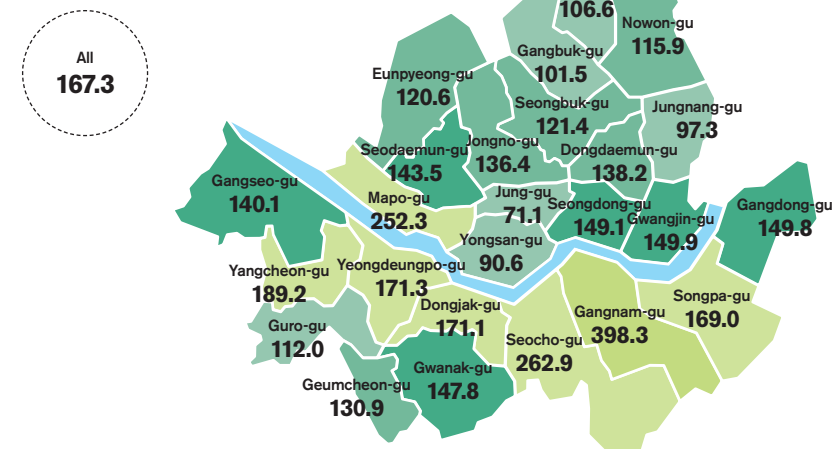 All
167.3
106.6
Nowon-gu
115.9
Gangbuk-gu
101.5
Eunpyeong-gu
120.6
Seongbuk-gu
121.4
Jungnang-gu
97.3
Seodaemun-gu
143.5
Jongno-gu
136.4
Dongdaemun-gu
138.2
Gangseo-gu
140.1
Mapo-gu
252.3
Jung-gu
71.1
Seongdong-gu
149.1
Gwangjin-gu
149.9
Gangdong-gu
149.8
Yongsan-gu
90.6
Yangcheon-gu
189.2
Yeongdeungpo-gu
171.3
Dongjak-gu
171.1
Songpa-gu
169.0
Gangnam-gu
398.3
Guro-gu
112.0
Seocho-gu
262.9
Gwanak-gu
147.8
Geumcheon-gu
130.9